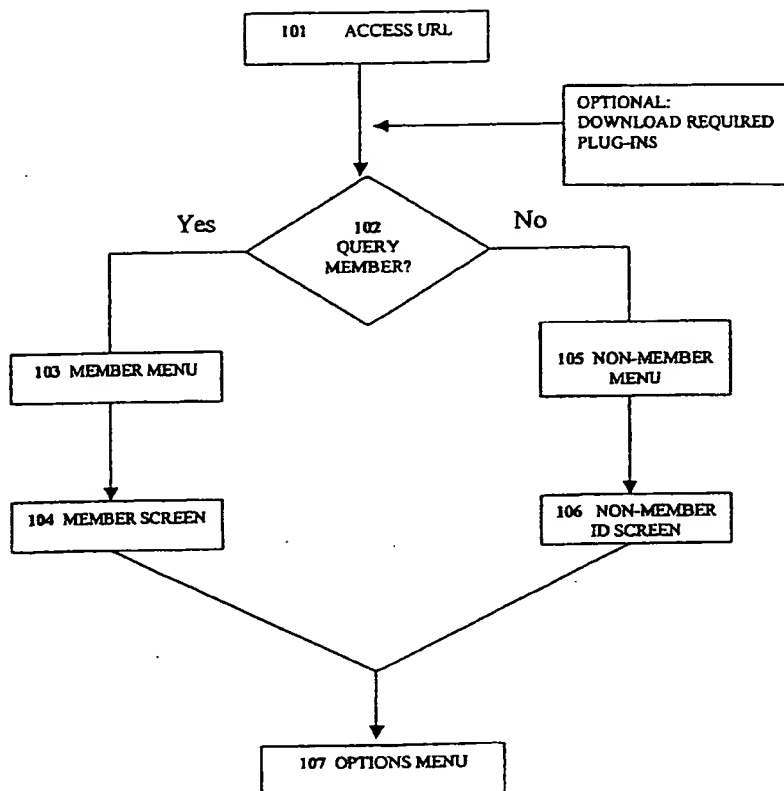 101 ACCESS URL
OPTIONAL:
DOWNLOAD REQUIRED
PLUG-INS
Yes
No
102
QUERY
MEMBER?
103 MEMBER MENU
105 NON-MEMBER
MENU
104 MEMBER SCREEN
106 NON-MEMBER
ID SCREEN
107 OPTIONS MENU